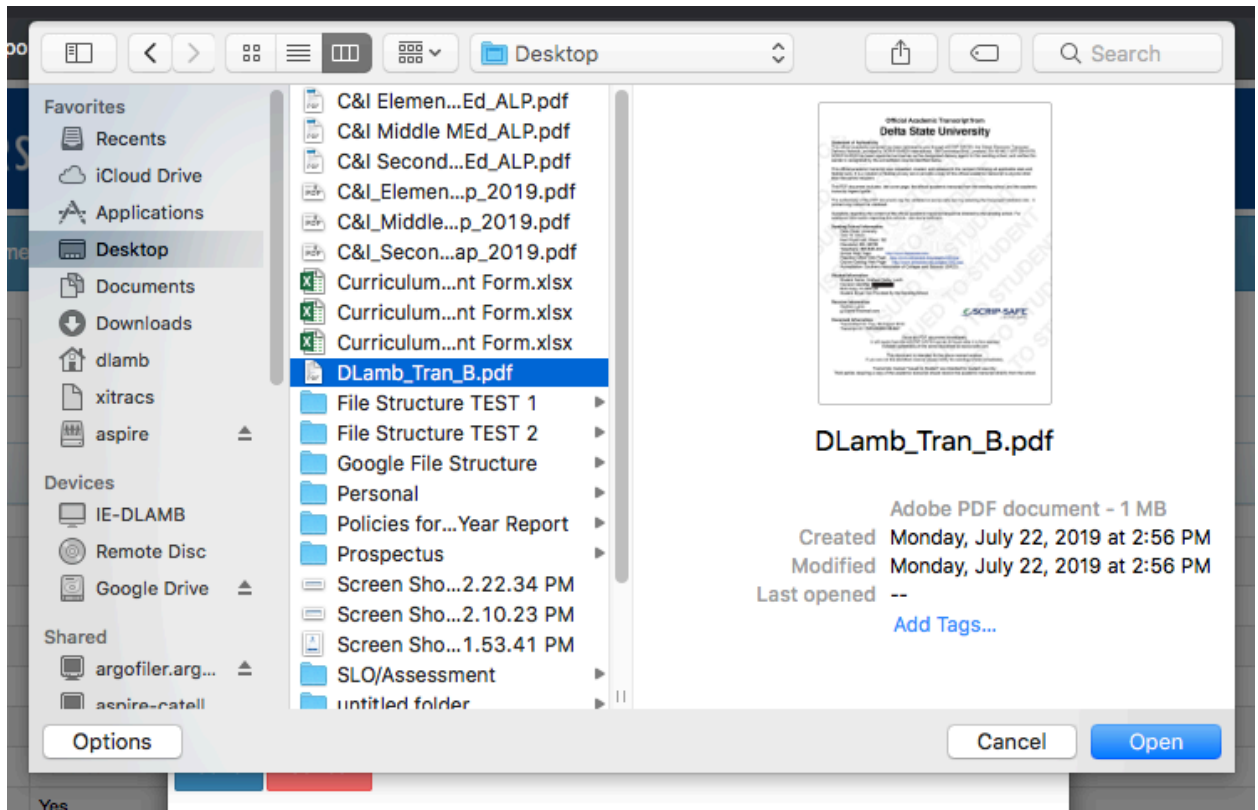 oo
Desktop
Search
Favorites
Recents
iCloud Drive
Applications
Desktop
Documents
Downloads
dlamb
xitracs
aspire
Devices
IE-DLAMB
Remote Disc
Google Drive
Shared
argofiler.arg...
aspire-catell
C&I Elemen...Ed_ALP.pdf
C&I Middle MEd_ALP.pdf
C&I Second...Ed_ALP.pdf
C&I_Elemen...p_2019.pdf
C&I_Middle...p_2019.pdf
C&I_Secon...ap_2019.pdf
Curriculum...nt Form.xlsx
Curriculum...nt Form.xlsx
Curriculum...nt Form.xlsx
DLamb_Tran_B.pdf
File Structure TEST 1
File Structure TEST 2
Google File Structure
Personal
Policies for...Year Report
Prospectus
Screen Sho...2.22.34 PM
Screen Sho...2.10.23 PM
Screen Sho...1.53.41 PM
SLO/Assessment
untitled folder
Official Academic Transcript from
Delta State University
SCRIP-SAFE
DLamb_Tran_B.pdf
Adobe PDF document - 1 MB
Created Monday, July 22, 2019 at 2:56 PM
Modified Monday, July 22, 2019 at 2:56 PM
Last opened --
Add Tags...
Options
Cancel
Open
Yes